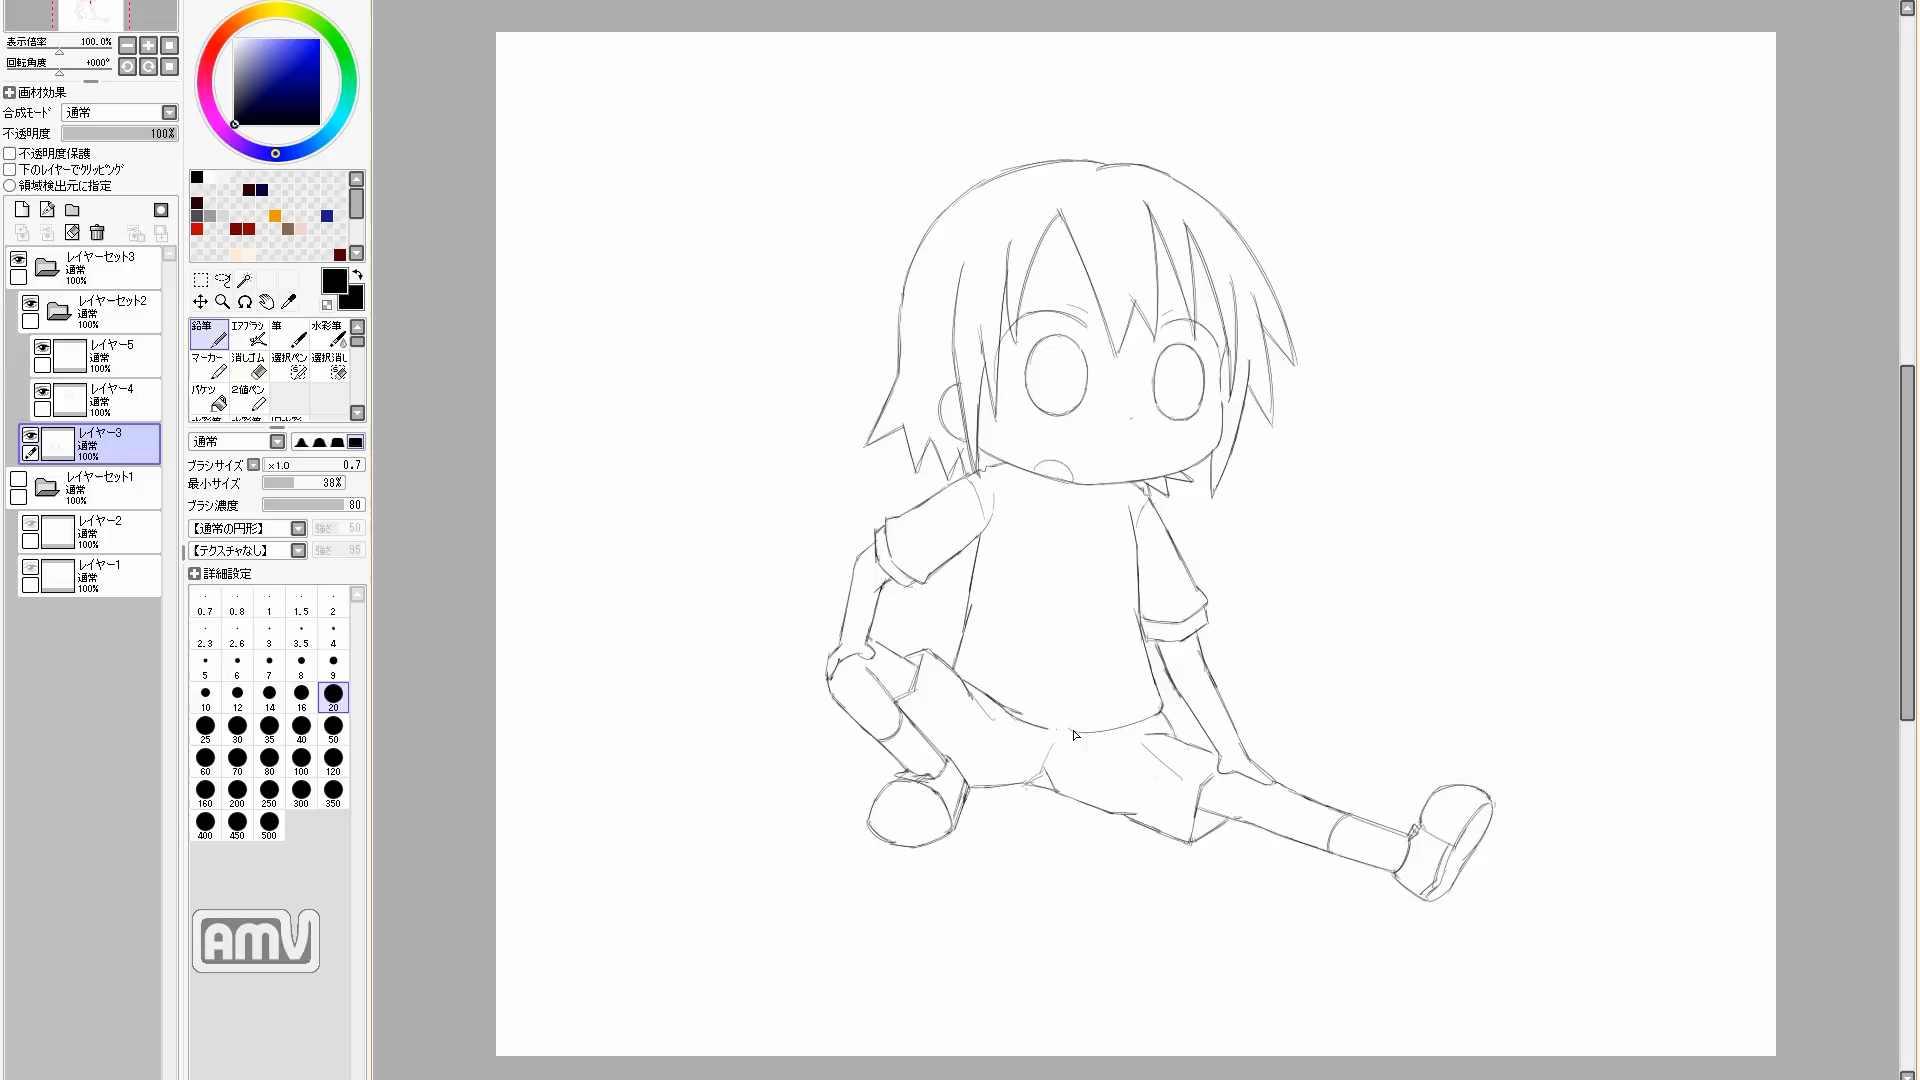 表示倍率 100.0%
回転角度 +000°
画材効果
合成モード 通常
不透明度 100%
不透明度保護
下のレイヤーでクリッピング
領域検出元に指定
レイヤーセット3
通常
100%
レイヤーセット2
通常
100%
レイヤー5
通常
100%
レイヤー4
通常
100%
レイヤー3
通常
100%
レイヤーセット1
通常
100%
レイヤー2
通常
100%
レイヤー1
通常
100%
鉛筆 エアブラシ 筆 水彩筆
マーカー 消しゴム 選択ペン 選択消し
バケツ 2値ペン
通常
ブラシサイズ ×1.0 0.7
最小サイズ 38%
ブラシ濃度 80
【通常の円形】 強さ 50
【テクスチャなし】 強さ 95
詳細設定
0.7 0.8 1 1.5 2
2.3 2.6 3 3.5 4
5 6 7 8 9
10 12 14 16 20
25 30 35 40 50
60 70 80 100 120
160 200 250 300 350
400 450 500
AMV